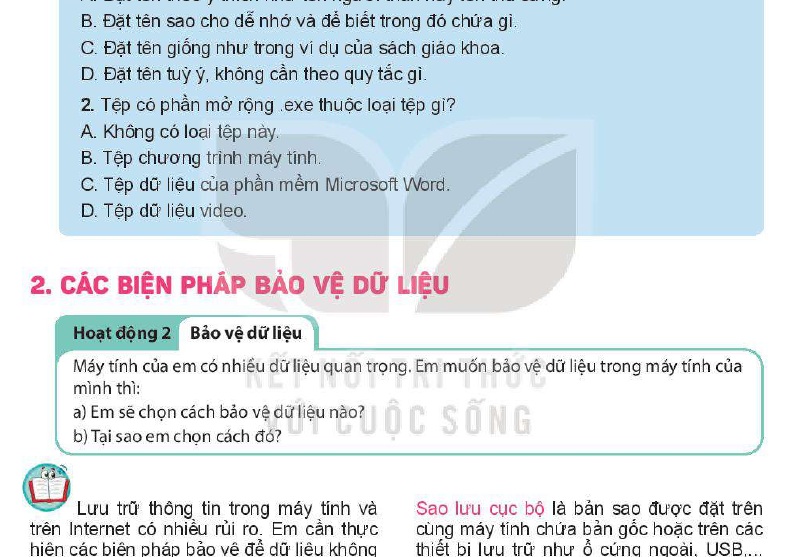 B. Đặt tên sao cho dễ nhớ và để biết trong đó chứa gì.
C. Đặt tên giống như trong ví dụ của sách giáo khoa.
D. Đặt tên tuỳ ý, không cần theo quy tắc gì.
2. Tệp có phần mở rộng .exe thuộc loại tệp gì?
A. Không có loại tệp này.
B. Tệp chương trình máy tính.
C. Tệp dữ liệu của phần mềm Microsoft Word.
D. Tệp dữ liệu video.
2. CÁC BIỆN PHÁP BẢO VỆ DỮ LIỆU
Hoạt động 2 Bảo vệ dữ liệu
Máy tính của em có nhiều dữ liệu quan trọng. Em muốn bảo vệ dữ liệu trong máy tính của
mình thì:
a) Em sẽ chọn cách bảo vệ dữ liệu nào?
b) Tại sao em chọn cách đó?
KẾT NỐI TRI THỨC
VỚI CUỘC SỐNG
Lưu trữ thông tin trong máy tính và
trên Internet có nhiều rủi ro. Em cần thực
hiện các biện pháp bảo vệ để dữ liệu không
Sao lưu cục bộ là bản sao được đặt trên
cùng máy tính chứa bản gốc hoặc trên các
thiết bị lưu trữ như ổ cứng ngoài, USB,...